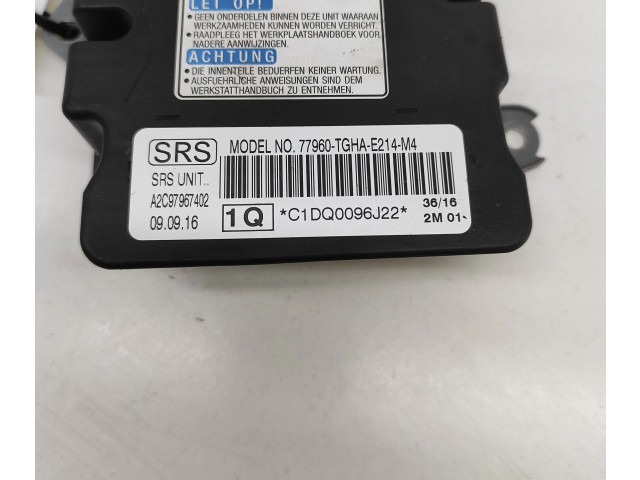 LET OP!
• GEEN ONDERDELEN BINNEN DEZE UNIT WAARAAN
WERKZAAMHEDEN KUNNEN WORDEN VERRICHT.
• RAADPLEEG HET WERKPLAATSHANDBOEK VOOR
NADERE AANWIJZINGEN.
ACHTUNG
• DIE INNENTEILE BEDUERFEN KEINER WARTUNG.
• AUSFUEHRLICHE ANWEISUNGEN SIND DEM
WERKSTATTHANDBUCH ZU ENTNEHMEN.
SRS MODEL NO. 77960-TGHA-E214-M4
SRS UNIT..
A2C97967402
09.09.16
1Q *C1DQ0096J22*
36/16
2M 01